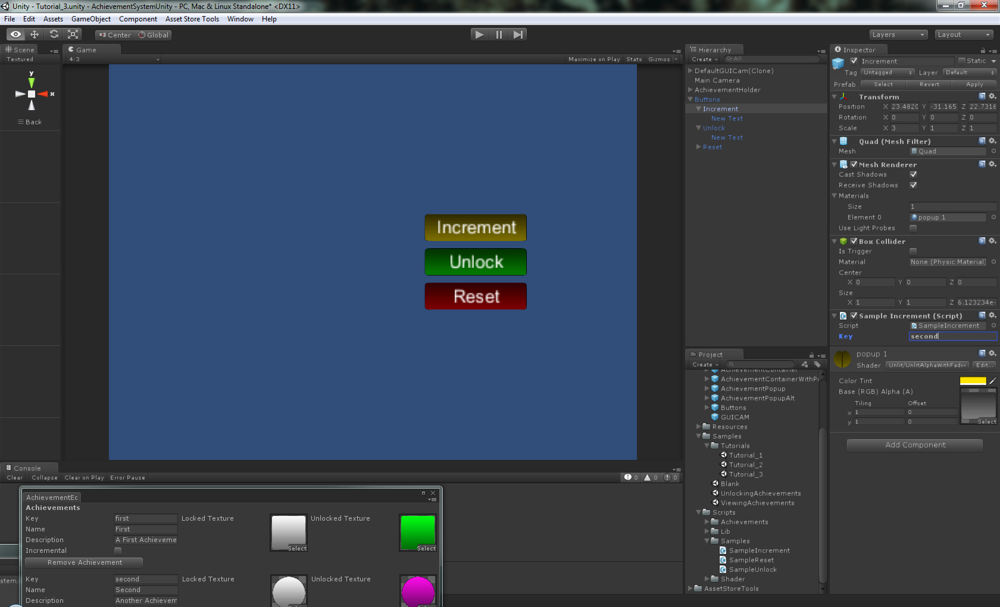 Unity - Tutorial_3.unity - AchievementSystemUnity - PC, Mac & Linux Standalone* <DX11>
File Edit Assets GameObject Component Asset Store Tools Window Help
Center Global Layers Layout
Scene
Textured
y
x
Back
Game
4:3 Maximize on Play Stats Gizmos
Increment
Unlock
Reset
Hierarchy
Create All
DefaultGUICam(Clone)
Main Camera
AchievementHolder
Buttons
Increment
New Text
Unlock
New Text
Reset
Project
Create
AchievementContainer
AchievementContainerWithPr
AchievementPopup
AchievementPopupAlt
Buttons
GUICAM
Resources
Samples
Tutorials
Tutorial_1
Tutorial_2
Tutorial_3
Blank
UnlockingAchievements
ViewingAchievements
Scripts
Achievements
Lib
Samples
SampleIncrement
SampleReset
SampleUnlock
Shader
AssetStoreTools
Inspector
Increment Static
Tag Untagged Layer Default
Prefab Select Revert Apply
Transform
Position X 23.482 Y -31.165 Z 22.7316
Rotation X 0 Y 0 Z 0
Scale X 3 Y 1 Z 1
Quad (Mesh Filter)
Mesh Quad
Mesh Renderer
Cast Shadows
Receive Shadows
Materials
Size 1
Element 0 popup 1
Use Light Probes
Box Collider
Is Trigger
Material None (Physic Material)
Center
X 0 Y 0 Z 0
Size
X 1 Y 1 Z 6.123234e-
Sample Increment (Script)
Script SampleIncrement
Key second
popup 1
Shader Unlit/UnlitAlphaWithFade Edit...
Color Tint
Base (RGB) Alpha (A)
Tiling Offset
x 1 0
y 1 0
Select
Add Component
Console
Clear Collapse Clear on Play Error Pause 0 0 0
stem/
AchievementEc
Achievements
Key first Locked Texture Select Unlocked Texture Select
Name First
Description A First Achieveme
Incremental
Remove Achievement
Key second Locked Texture Unlocked Texture
Name Second
Description Another Achievem